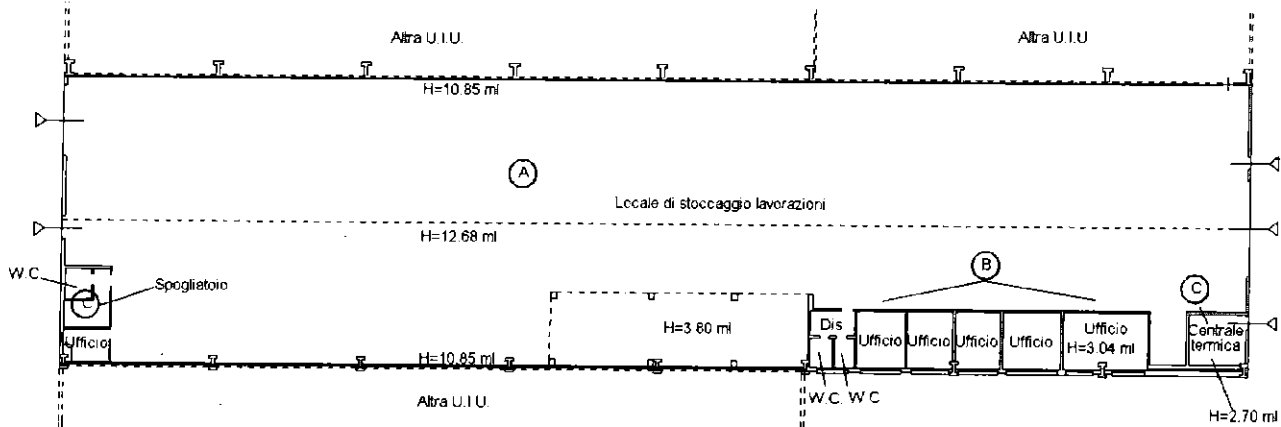 Altra U.I.U.
Altra U.I.U
H=10.85 ml
A
Locale di stoccaggio lavorazioni
H=12.68 ml
B
W.C.
C
Spogliatoio
C
H=3.80 ml
Dis
Ufficio
Ufficio
Ufficio
Ufficio
Ufficio
H=3.04 ml
Centrale
termica
Ufficio
H=10.85 ml
W.C.
W C
Altra U.I.U.
H=2.70 ml